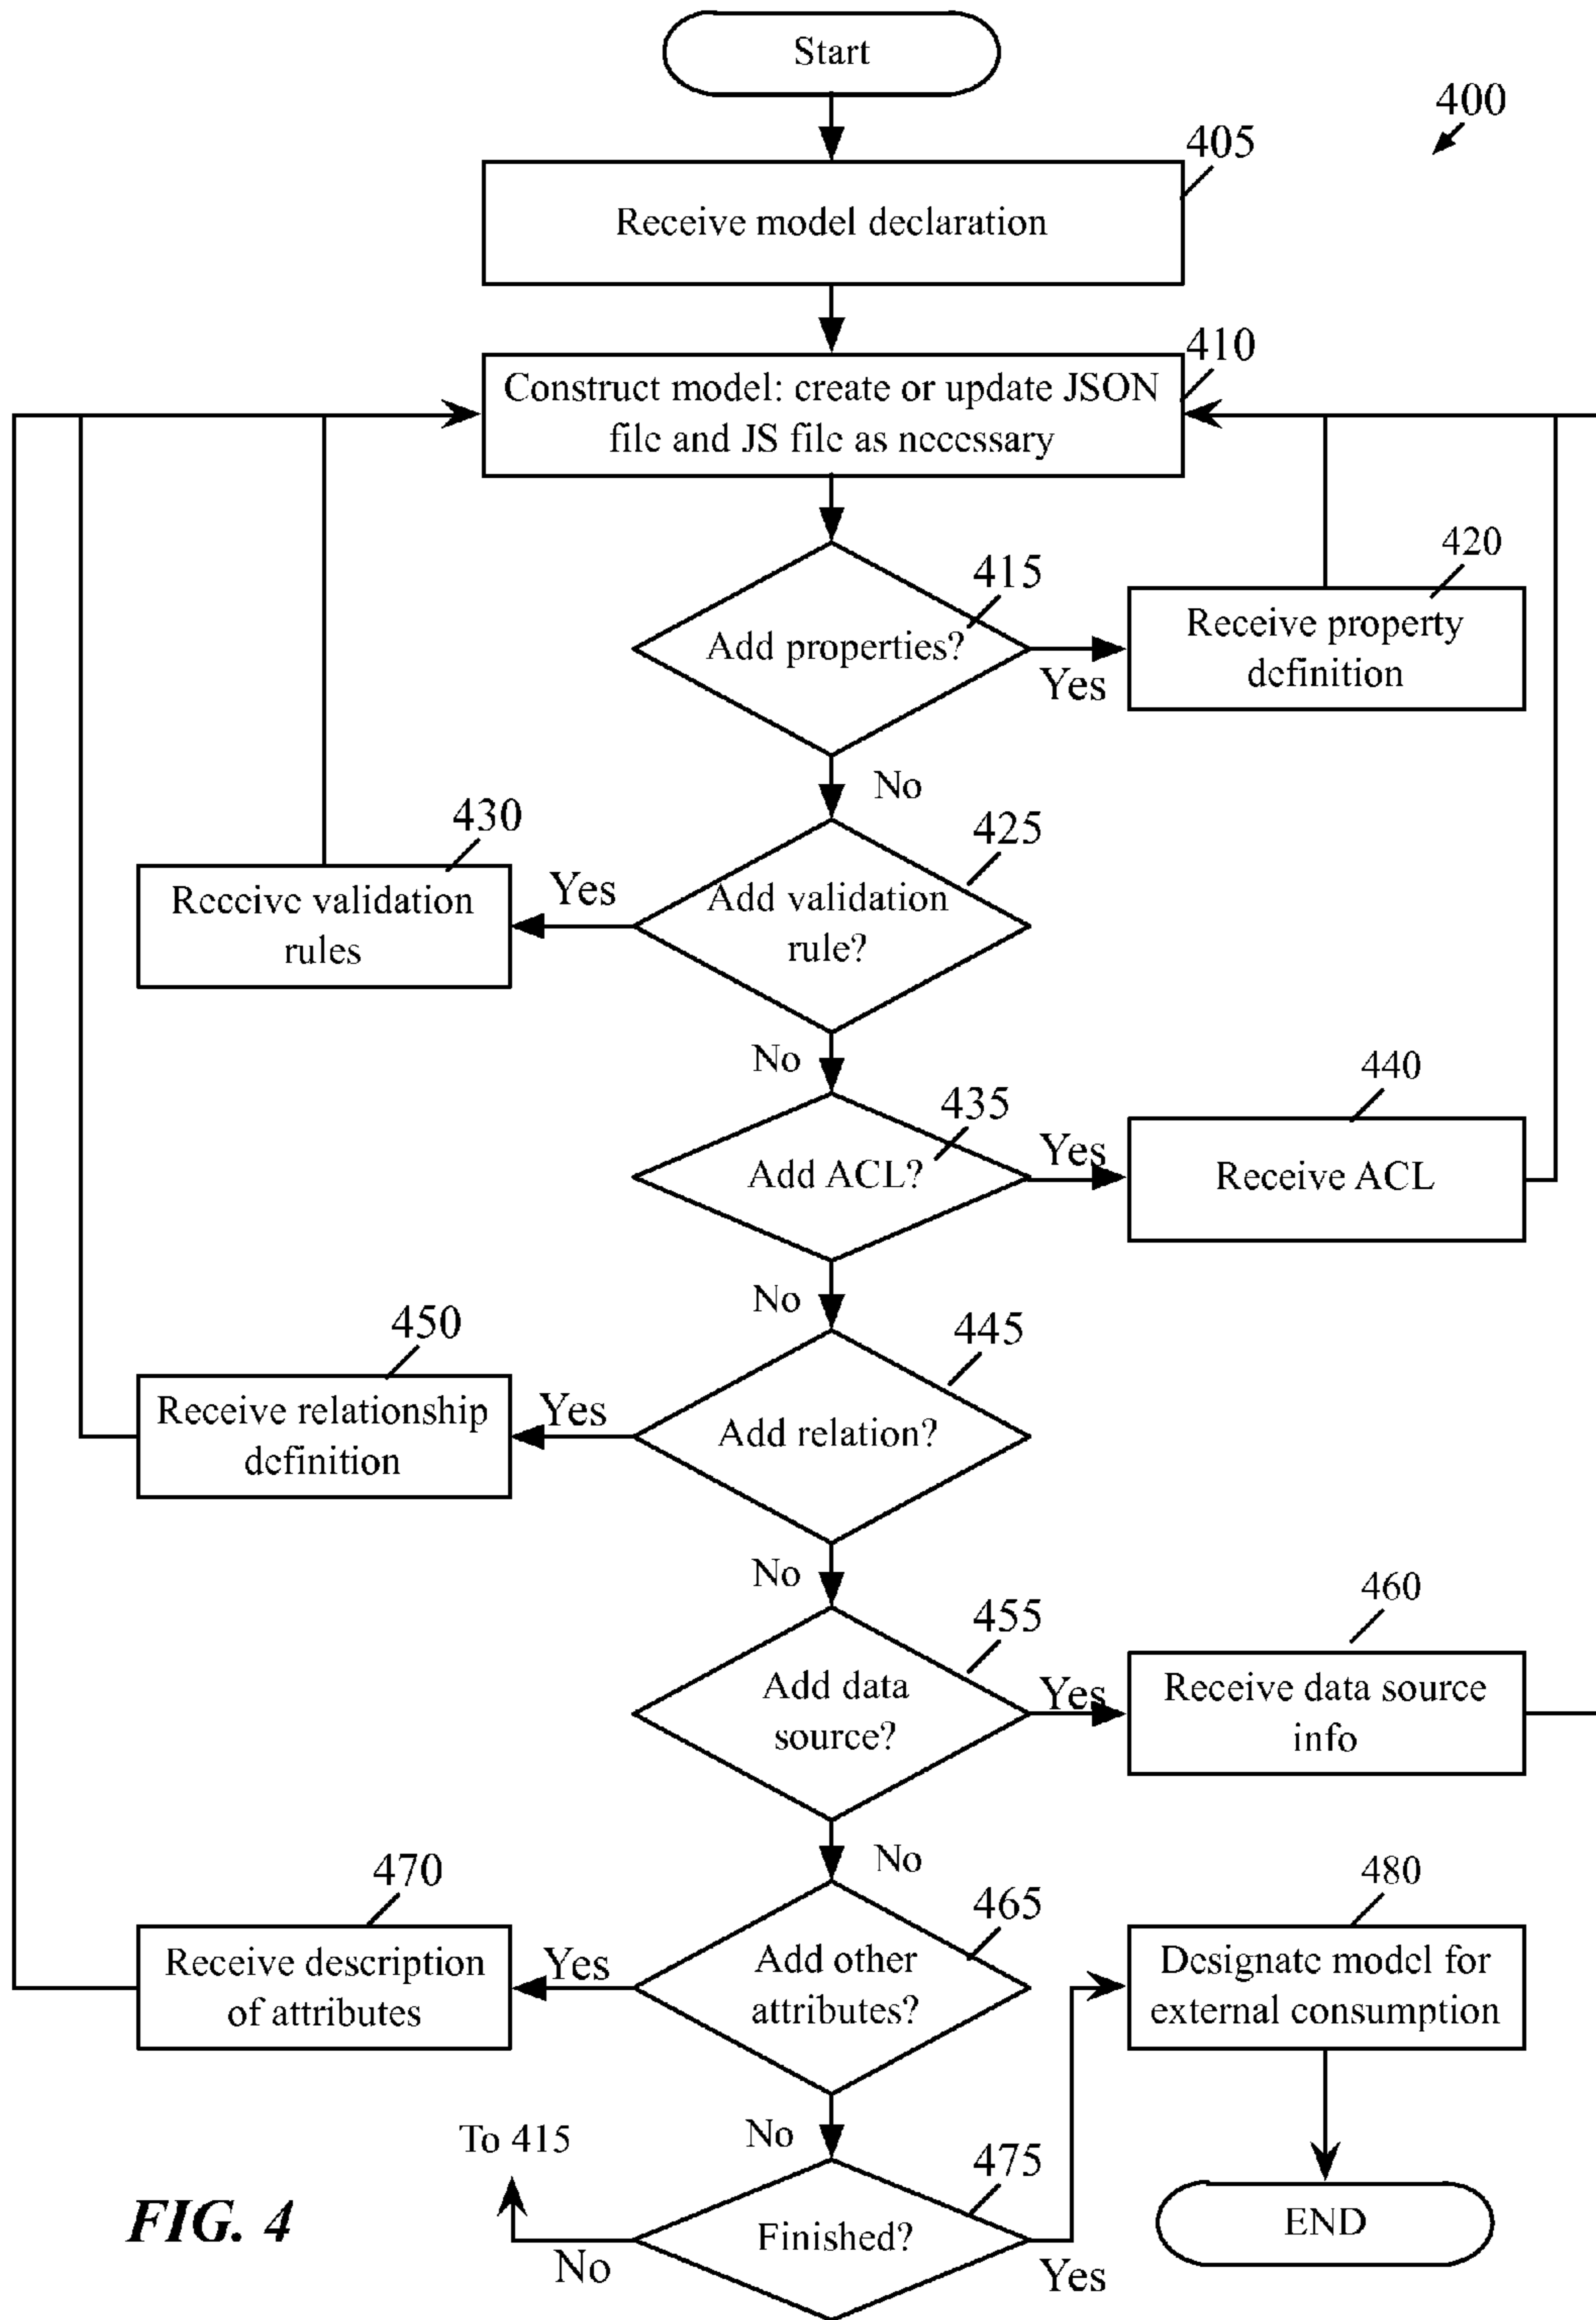 Start
400
405
Receive model declaration
410
Construct model: create or update JSON
file and JS file as necessary
415
420
Add properties?
Yes
Receive property
definition
No
430
425
Receive validation
rules
Yes
Add validation
rule?
No
440
435
Add ACL?
Yes
Receive ACL
No
450
445
Receive relationship
definition
Yes
Add relation?
No
460
455
Add data
source?
Yes
Receive data source
info
No
470
465
480
Receive description
of attributes
Yes
Add other
attributes?
Designate model for
external consumption
No
To 415
475
FIG. 4
Finished?
END
No
Yes